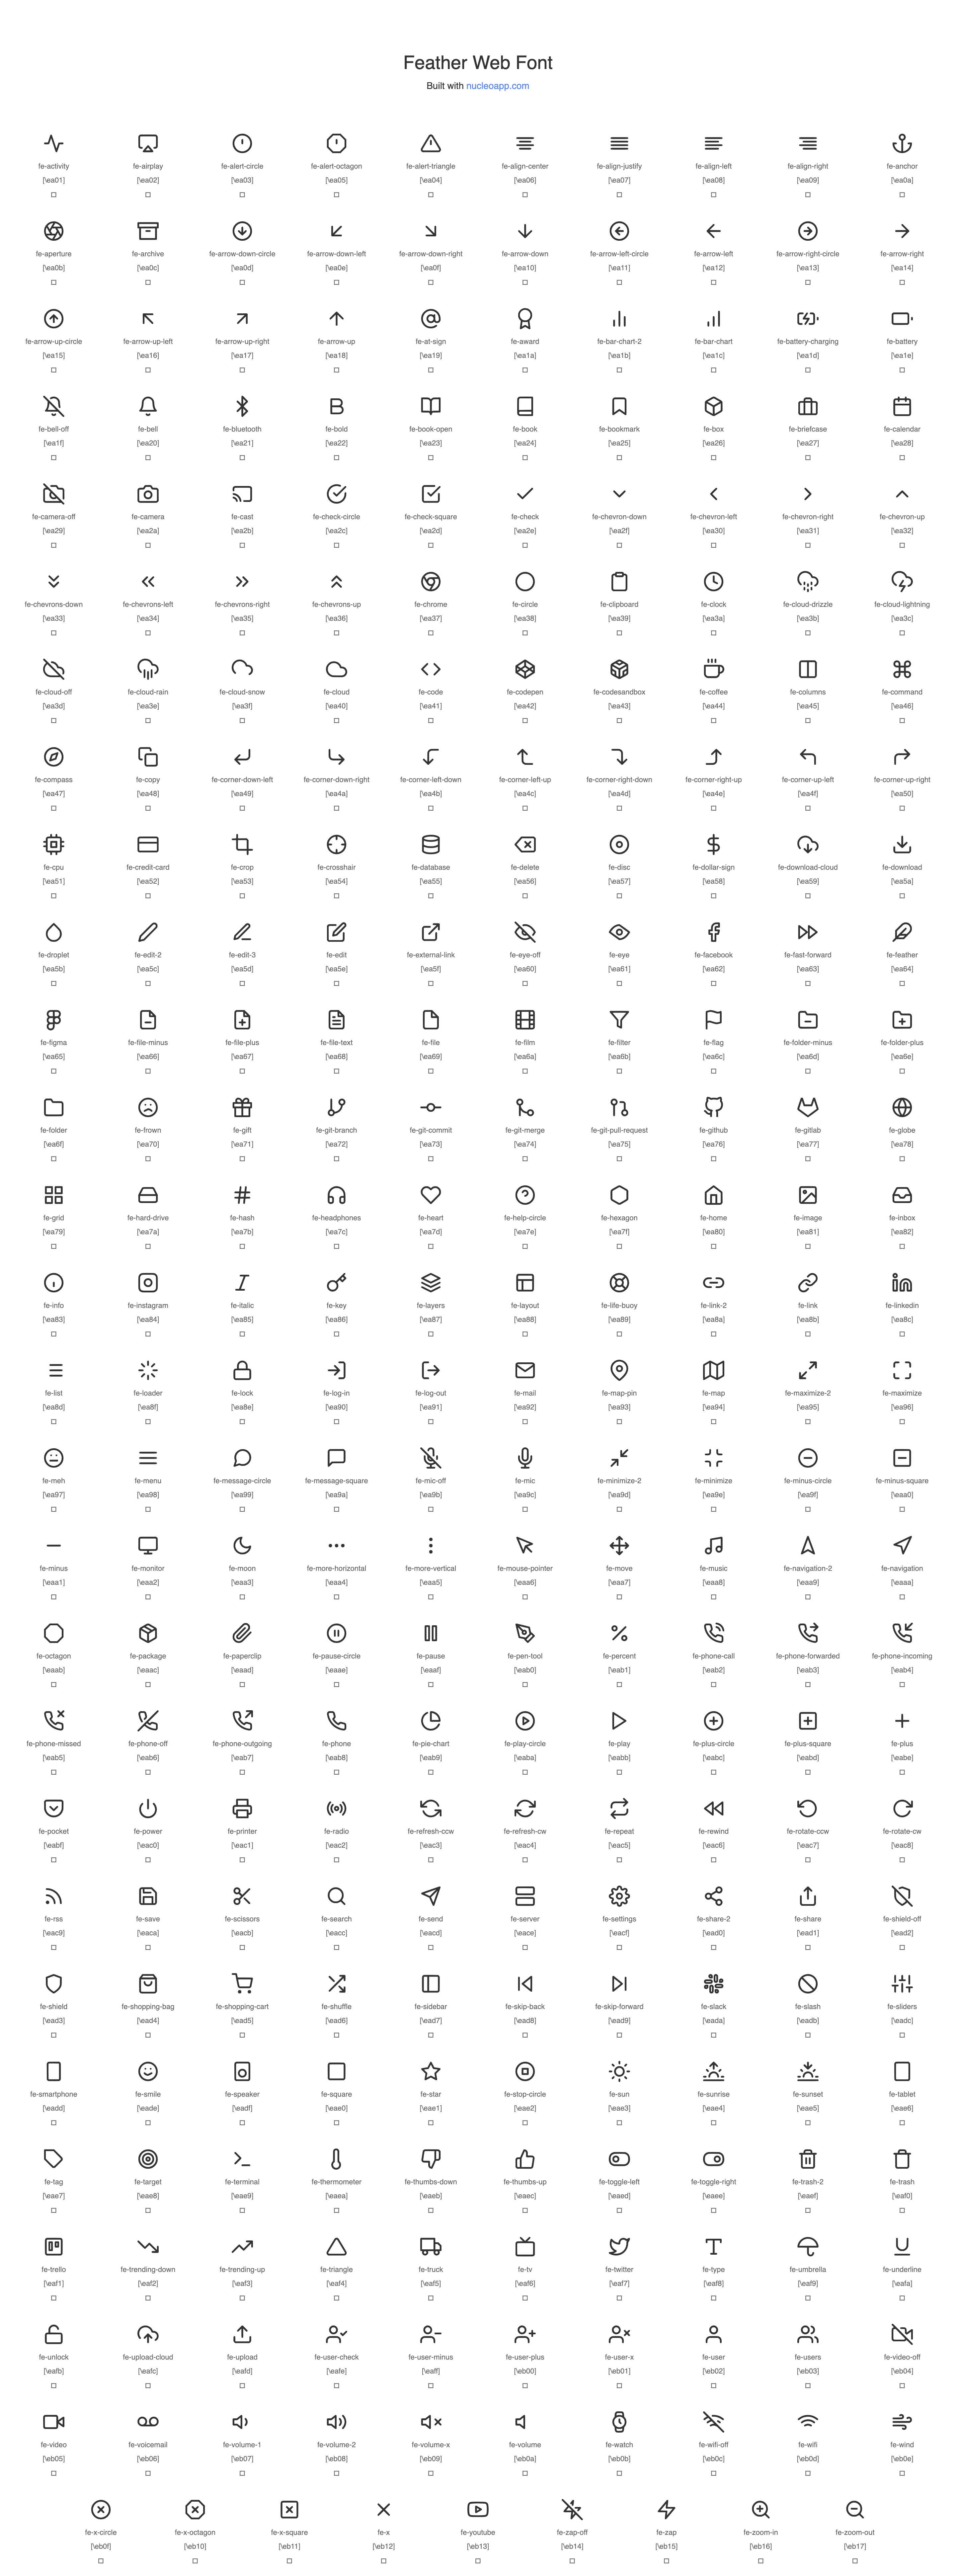 Feather Web Font
Built with nucleoapp.com
fe-activity fe-airplay fe-alert-circle fe-alert-octagon fe-alert-triangle fe-align-center fe-align-justify fe-align-left fe-align-right fe-anchor
[\ea01] [\ea02] [\ea03] [\ea05] [\ea04] [\ea06] [\ea07] [\ea08] [\ea09] [\ea0a]
fe-aperture fe-archive fe-arrow-down-circle fe-arrow-down-left fe-arrow-down-right fe-arrow-down fe-arrow-left-circle fe-arrow-left fe-arrow-right-circle fe-arrow-right
[\ea0b] [\ea0c] [\ea0d] [\ea0e] [\ea0f] [\ea10] [\ea11] [\ea12] [\ea13] [\ea14]
fe-arrow-up-circle fe-arrow-up-left fe-arrow-up-right fe-arrow-up fe-at-sign fe-award fe-bar-chart-2 fe-bar-chart fe-battery-charging fe-battery
[\ea15] [\ea16] [\ea17] [\ea18] [\ea19] [\ea1a] [\ea1b] [\ea1c] [\ea1d] [\ea1e]
fe-bell-off fe-bell fe-bluetooth fe-bold fe-book-open fe-book fe-bookmark fe-box fe-briefcase fe-calendar
[\ea1f] [\ea20] [\ea21] [\ea22] [\ea23] [\ea24] [\ea25] [\ea26] [\ea27] [\ea28]
fe-camera-off fe-camera fe-cast fe-check-circle fe-check-square fe-check fe-chevron-down fe-chevron-left fe-chevron-right fe-chevron-up
[\ea29] [\ea2a] [\ea2b] [\ea2c] [\ea2d] [\ea2e] [\ea2f] [\ea30] [\ea31] [\ea32]
fe-chevrons-down fe-chevrons-left fe-chevrons-right fe-chevrons-up fe-chrome fe-circle fe-clipboard fe-clock fe-cloud-drizzle fe-cloud-lightning
[\ea33] [\ea34] [\ea35] [\ea36] [\ea37] [\ea38] [\ea39] [\ea3a] [\ea3b] [\ea3c]
fe-cloud-off fe-cloud-rain fe-cloud-snow fe-cloud fe-code fe-codepen fe-codesandbox fe-coffee fe-columns fe-command
[\ea3d] [\ea3e] [\ea3f] [\ea40] [\ea41] [\ea42] [\ea43] [\ea44] [\ea45] [\ea46]
fe-compass fe-copy fe-corner-down-left fe-corner-down-right fe-corner-left-down fe-corner-left-up fe-corner-right-down fe-corner-right-up fe-corner-up-left fe-corner-up-right
[\ea47] [\ea48] [\ea49] [\ea4a] [\ea4b] [\ea4c] [\ea4d] [\ea4e] [\ea4f] [\ea50]
fe-cpu fe-credit-card fe-crop fe-crosshair fe-database fe-delete fe-disc fe-dollar-sign fe-download-cloud fe-download
[\ea51] [\ea52] [\ea53] [\ea54] [\ea55] [\ea56] [\ea57] [\ea58] [\ea59] [\ea5a]
fe-droplet fe-edit-2 fe-edit-3 fe-edit fe-external-link fe-eye-off fe-eye fe-facebook fe-fast-forward fe-feather
[\ea5b] [\ea5c] [\ea5d] [\ea5e] [\ea5f] [\ea60] [\ea61] [\ea62] [\ea63] [\ea64]
fe-figma fe-file-minus fe-file-plus fe-file-text fe-file fe-film fe-filter fe-flag fe-folder-minus fe-folder-plus
[\ea65] [\ea66] [\ea67] [\ea68] [\ea69] [\ea6a] [\ea6b] [\ea6c] [\ea6d] [\ea6e]
fe-folder fe-frown fe-gift fe-git-branch fe-git-commit fe-git-merge fe-git-pull-request fe-github fe-gitlab fe-globe
[\ea6f] [\ea70] [\ea71] [\ea72] [\ea73] [\ea74] [\ea75] [\ea76] [\ea77] [\ea78]
fe-grid fe-hard-drive fe-hash fe-headphones fe-heart fe-help-circle fe-hexagon fe-home fe-image fe-inbox
[\ea79] [\ea7a] [\ea7b] [\ea7c] [\ea7d] [\ea7e] [\ea7f] [\ea80] [\ea81] [\ea82]
fe-info fe-instagram fe-italic fe-key fe-layers fe-layout fe-life-buoy fe-link-2 fe-link fe-linkedin
[\ea83] [\ea84] [\ea85] [\ea86] [\ea87] [\ea88] [\ea89] [\ea8a] [\ea8b] [\ea8c]
fe-list fe-loader fe-lock fe-log-in fe-log-out fe-mail fe-map-pin fe-map fe-maximize-2 fe-maximize
[\ea8d] [\ea8f] [\ea8e] [\ea90] [\ea91] [\ea92] [\ea93] [\ea94] [\ea95] [\ea96]
fe-meh fe-menu fe-message-circle fe-message-square fe-mic-off fe-mic fe-minimize-2 fe-minimize fe-minus-circle fe-minus-square
[\ea97] [\ea98] [\ea99] [\ea9a] [\ea9b] [\ea9c] [\ea9d] [\ea9e] [\ea9f] [\eaa0]
fe-minus fe-monitor fe-moon fe-more-horizontal fe-more-vertical fe-mouse-pointer fe-move fe-music fe-navigation-2 fe-navigation
[\eaa1] [\eaa2] [\eaa3] [\eaa4] [\eaa5] [\eaa6] [\eaa7] [\eaa8] [\eaa9] [\eaaa]
fe-octagon fe-package fe-paperclip fe-pause-circle fe-pause fe-pen-tool fe-percent fe-phone-call fe-phone-forwarded fe-phone-incoming
[\eaab] [\eaac] [\eaad] [\eaae] [\eaaf] [\eab0] [\eab1] [\eab2] [\eab3] [\eab4]
fe-phone-missed fe-phone-off fe-phone-outgoing fe-phone fe-pie-chart fe-play-circle fe-play fe-plus-circle fe-plus-square fe-plus
[\eab5] [\eab6] [\eab7] [\eab8] [\eab9] [\eaba] [\eabb] [\eabc] [\eabd] [\eabe]
fe-pocket fe-power fe-printer fe-radio fe-refresh-ccw fe-refresh-cw fe-repeat fe-rewind fe-rotate-ccw fe-rotate-cw
[\eabf] [\eac0] [\eac1] [\eac2] [\eac3] [\eac4] [\eac5] [\eac6] [\eac7] [\eac8]
fe-rss fe-save fe-scissors fe-search fe-send fe-server fe-settings fe-share-2 fe-share fe-shield-off
[\eac9] [\eaca] [\eacb] [\eacc] [\eacd] [\eace] [\eacf] [\ead0] [\ead1] [\ead2]
fe-shield fe-shopping-bag fe-shopping-cart fe-shuffle fe-sidebar fe-skip-back fe-skip-forward fe-slack fe-slash fe-sliders
[\ead3] [\ead4] [\ead5] [\ead6] [\ead7] [\ead8] [\ead9] [\eada] [\eadb] [\eadc]
fe-smartphone fe-smile fe-speaker fe-square fe-star fe-stop-circle fe-sun fe-sunrise fe-sunset fe-tablet
[\eadd] [\eade] [\eadf] [\eae0] [\eae1] [\eae2] [\eae3] [\eae4] [\eae5] [\eae6]
fe-tag fe-target fe-terminal fe-thermometer fe-thumbs-down fe-thumbs-up fe-toggle-left fe-toggle-right fe-trash-2 fe-trash
[\eae7] [\eae8] [\eae9] [\eaea] [\eaeb] [\eaec] [\eaed] [\eaee] [\eaef] [\eaf0]
fe-trello fe-trending-down fe-trending-up fe-triangle fe-truck fe-tv fe-twitter fe-type fe-umbrella fe-underline
[\eaf1] [\eaf2] [\eaf3] [\eaf4] [\eaf5] [\eaf6] [\eaf7] [\eaf8] [\eaf9] [\eafa]
fe-unlock fe-upload-cloud fe-upload fe-user-check fe-user-minus fe-user-plus fe-user-x fe-user fe-users fe-video-off
[\eafb] [\eafc] [\eafd] [\eafe] [\eaff] [\eb00] [\eb01] [\eb02] [\eb03] [\eb04]
fe-video fe-voicemail fe-volume-1 fe-volume-2 fe-volume-x fe-volume fe-watch fe-wifi-off fe-wifi fe-wind
[\eb05] [\eb06] [\eb07] [\eb08] [\eb09] [\eb0a] [\eb0b] [\eb0c] [\eb0d] [\eb0e]
fe-x-circle fe-x-octagon fe-x-square fe-x fe-youtube fe-zap-off fe-zap fe-zoom-in fe-zoom-out
[\eb0f] [\eb10] [\eb11] [\eb12] [\eb13] [\eb14] [\eb15] [\eb16] [\eb17]